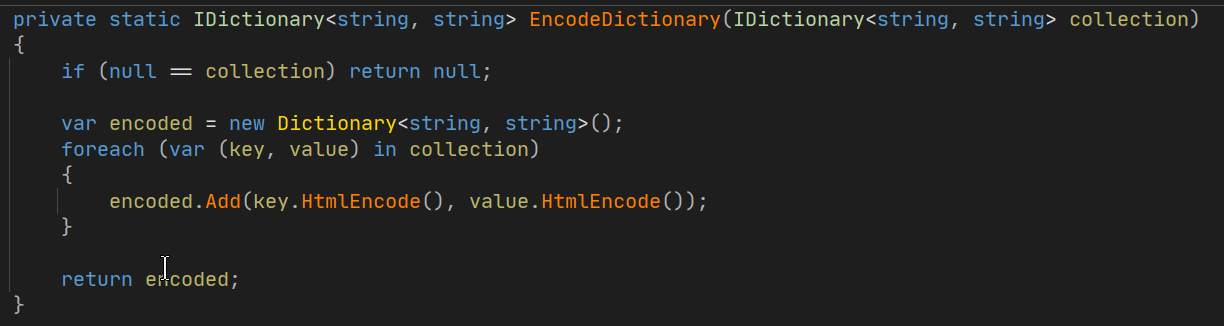 private static IDictionary<string, string> EncodeDictionary(IDictionary<string, string> collection)
{
if (null == collection) return null;
var encoded = new Dictionary<string, string>();
foreach (var (key, value) in collection)
{
encoded.Add(key.HtmlEncode(), value.HtmlEncode());
}
return encoded;
}